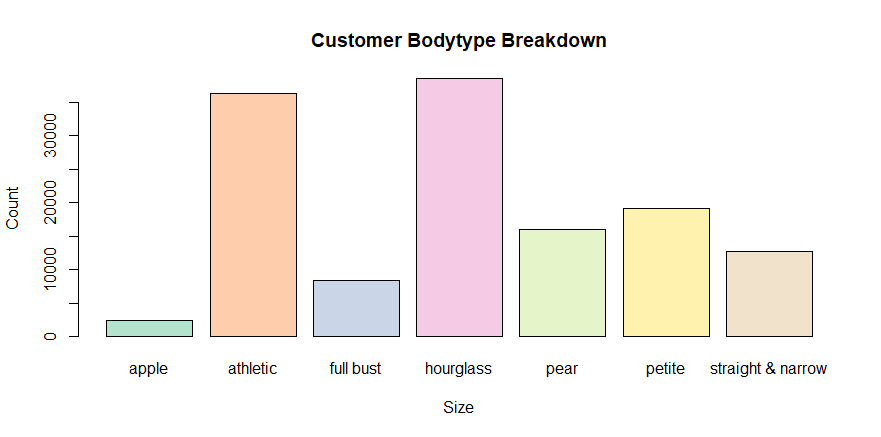 Customer Bodytype Breakdown
Count
30000
20000
10000
0
apple athletic full bust hourglass pear petite straight & narrow
Size